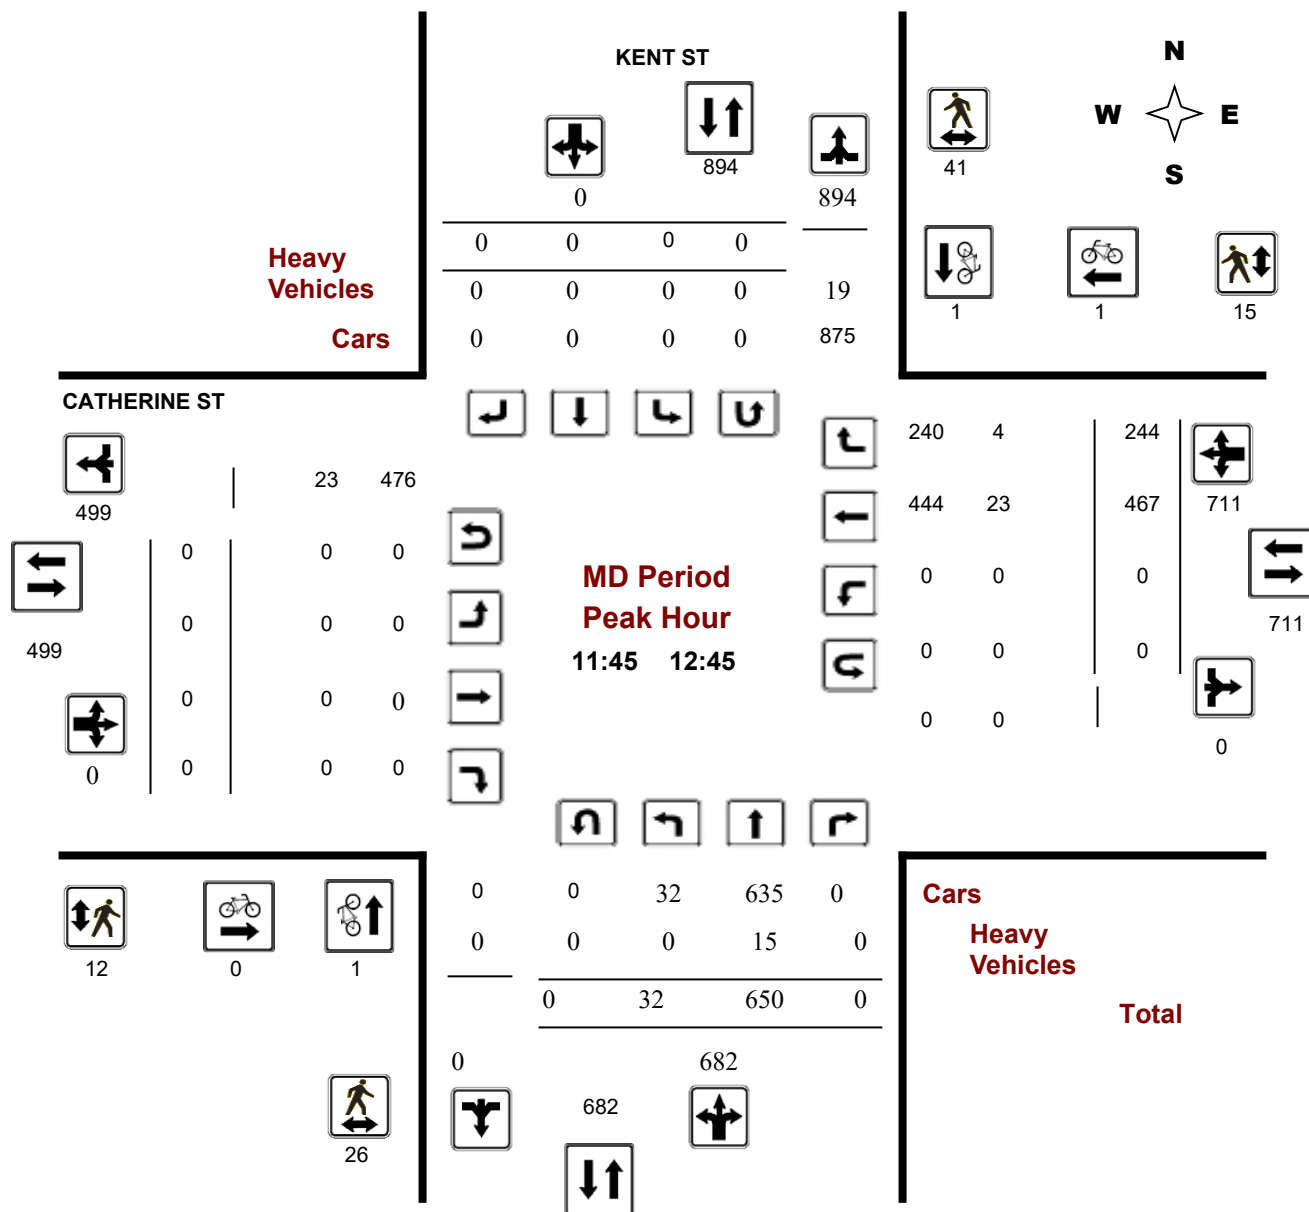 KENT ST
N
W E
S
894
41
0
894
0 0 0 0
Heavy
Vehicles
0 0 0 0 19
Cars
0 0 0 0 875
1 1 15
CATHERINE ST
240 4 244
23 476
499
444 23 467 711
0 0 0
MD Period
Peak Hour
11:45 12:45
0 0 0
0 0 0
499
711
0 0 0
0 0 0
0 0
0
0
0 0 0
0 0 32 635 0
Cars
0 0 0 15 0
Heavy
Vehicles
12 0 1
0 32 650 0
Total
0 682
682
26